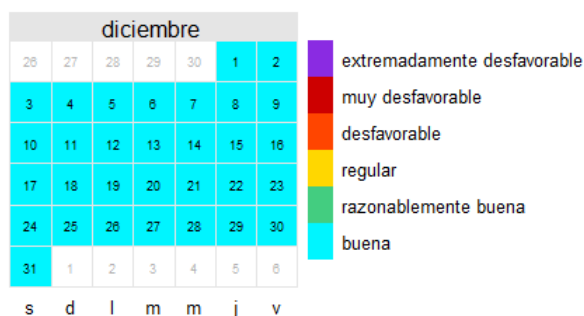 diciembre
26 27 28 29 30 1 2
3 4 5 6 7 8 9
10 11 12 13 14 15 16
17 18 19 20 21 22 23
24 25 26 27 28 29 30
31 1 2 3 4 5 6
s d l m m j v
extremadamente desfavorable
muy desfavorable
desfavorable
regular
razonablemente buena
buena